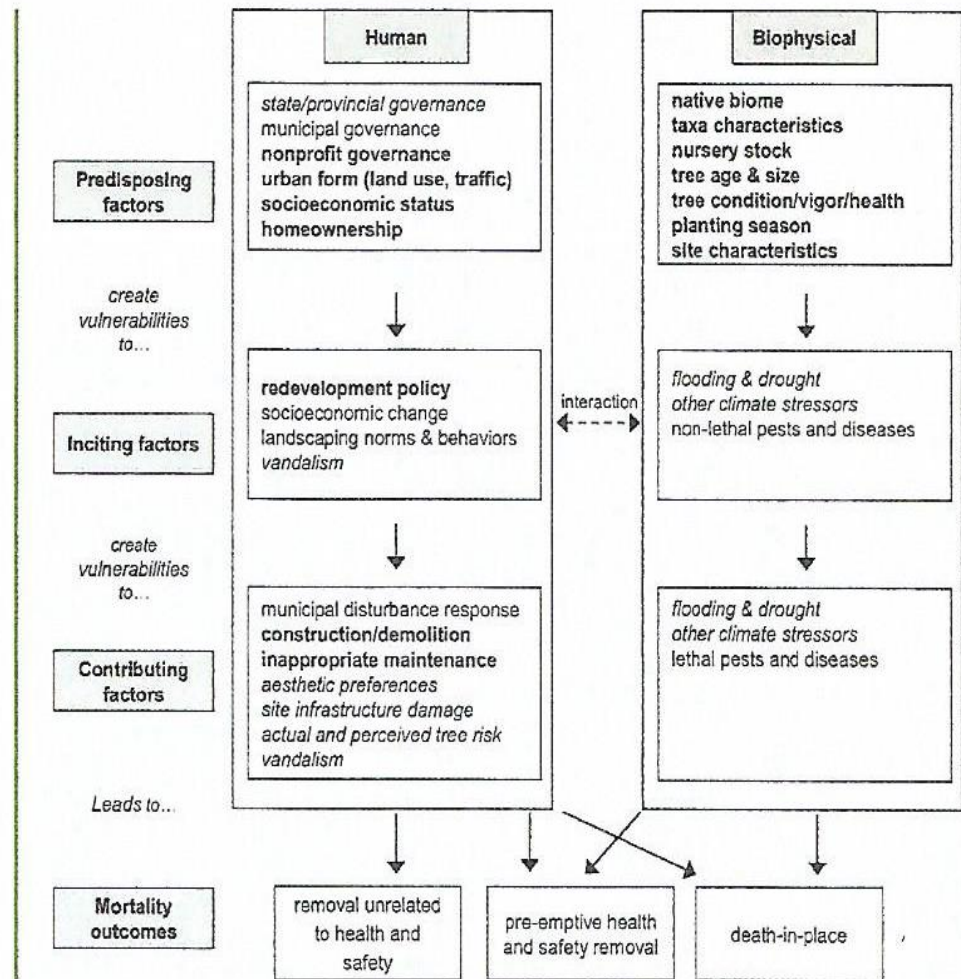 Human
Biophysical
Predisposing
factors
state/provincial governance
municipal governance
nonprofit governance
urban form (land use, traffic)
socioeconomic status
homeownership
native biome
taxa characteristics
nursery stock
tree age & size
tree condition/vigor/health
planting season
site characteristics
create
vulnerabilities
to...
Inciting factors
redevelopment policy
socioeconomic change
landscaping norms & behaviors
vandalism
interaction
flooding & drought
other climate stressors
non-lethal pests and diseases
create
vulnerabilities
to...
Contributing
factors
municipal disturbance response
construction/demolition
inappropriate maintenance
aesthetic preferences
site infrastructure damage
actual and perceived tree risk
vandalism
flooding & drought
other climate stressors
lethal pests and diseases
Leads to...
Mortality
outcomes
removal unrelated
to health and
safety
pre-emptive health
and safety removal
death-in-place